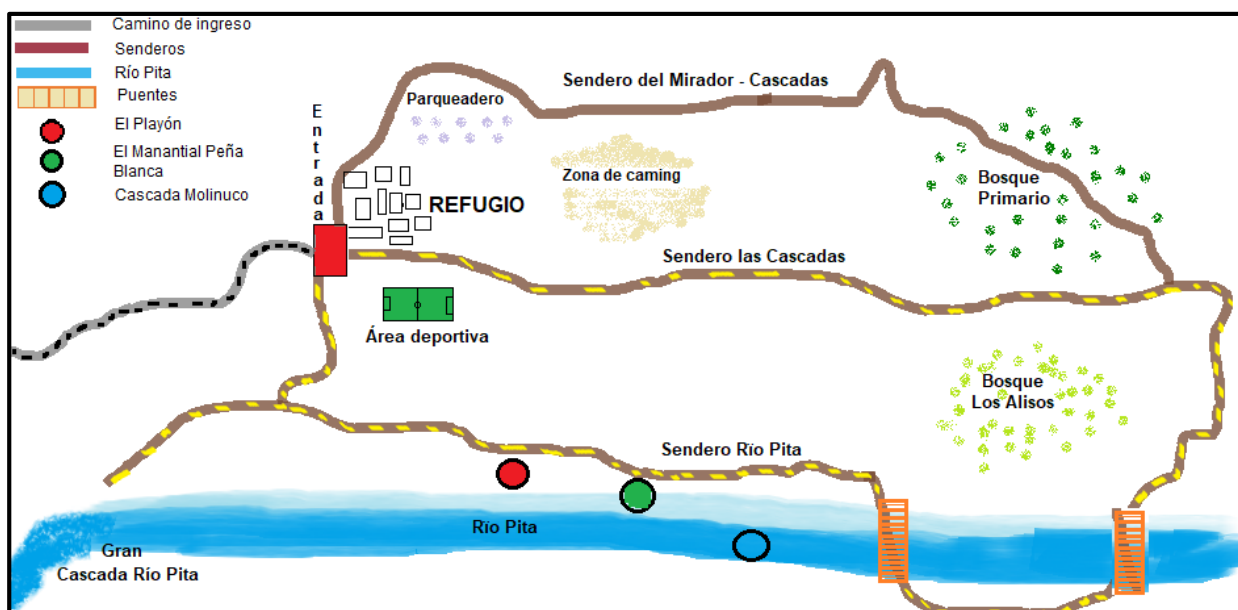 Camino de ingreso
Senderos
Río Pita
Puentes
El Playón
El Manantial Peña
Blanca
Cascada Molinuco
Entrada
Parqueadero
Sendero del Mirador - Cascadas
Zona de caming
Bosque
Primario
REFUGIO
Sendero las Cascadas
Área deportiva
Bosque
Los Alisos
Sendero Rïo Pita
Rïo Pita
Gran
Cascada Río Pita